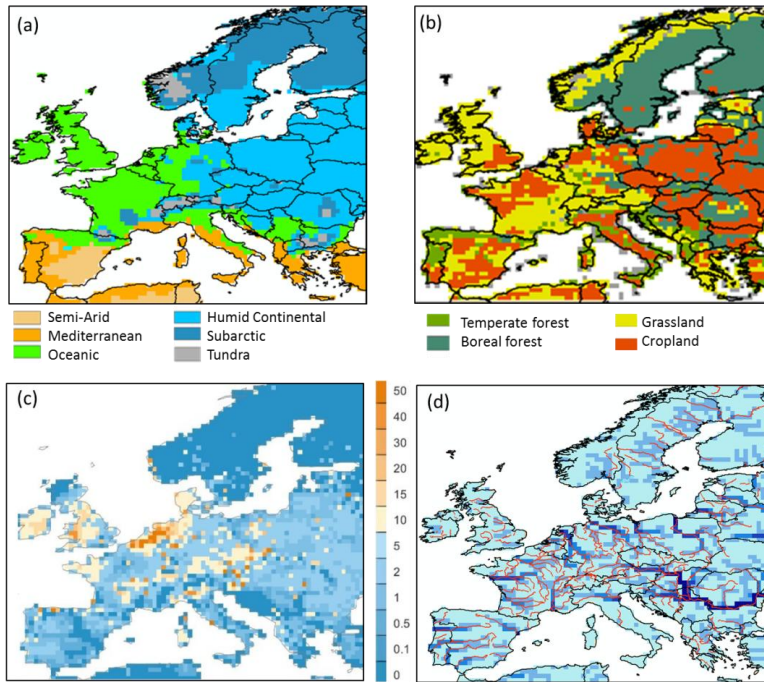 (a)
(b)
Semi-Arid
Humid Continental
Mediterranean
Subarctic
Oceanic
Tundra
Temperate forest
Grassland
Boreal forest
Cropland
(c)
50
40
30
20
15
10
5
2
1
0.5
0.1
0
(d)